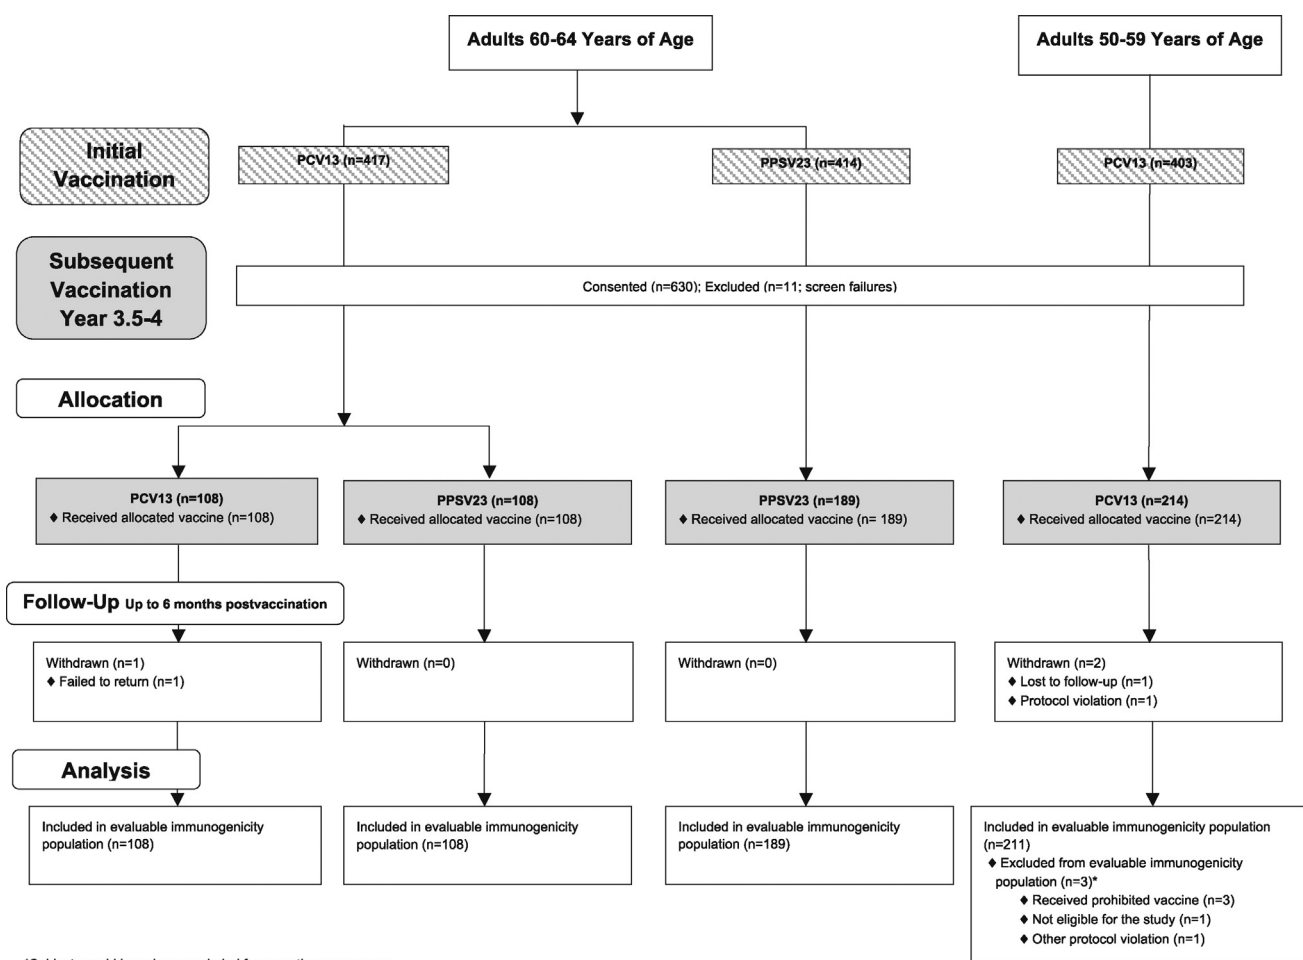 Adults 60-64 Years of Age
Adults 50-59 Years of Age
Initial
Vaccination
PCV13 (n=417)
PPSV23 (n=414)
PCV13 (n=403)
Subsequent
Vaccination
Year 3.5-4
Consented (n=630); Excluded (n=11; screen failures)
Allocation
PCV13 (n=108)
♦ Received allocated vaccine (n=108)
PPSV23 (n=108)
♦ Received allocated vaccine (n=108)
PPSV23 (n=189)
♦ Received allocated vaccine (n= 189)
PCV13 (n=214)
♦ Received allocated vaccine (n=214)
Follow-Up Up to 6 months postvaccination
Withdrawn (n=1)
♦ Failed to return (n=1)
Withdrawn (n=0)
Withdrawn (n=0)
Withdrawn (n=2)
♦ Lost to follow-up (n=1)
♦ Protocol violation (n=1)
Analysis
Included in evaluable immunogenicity
population (n=108)
Included in evaluable immunogenicity
population (n=108)
Included in evaluable immunogenicity
population (n=189)
Included in evaluable immunogenicity population
(n=211)
♦ Excluded from evaluable immunogenicity
population (n=3)*
♦ Received prohibited vaccine (n=3)
♦ Not eligible for the study (n=1)
♦ Other protocol violation (n=1)